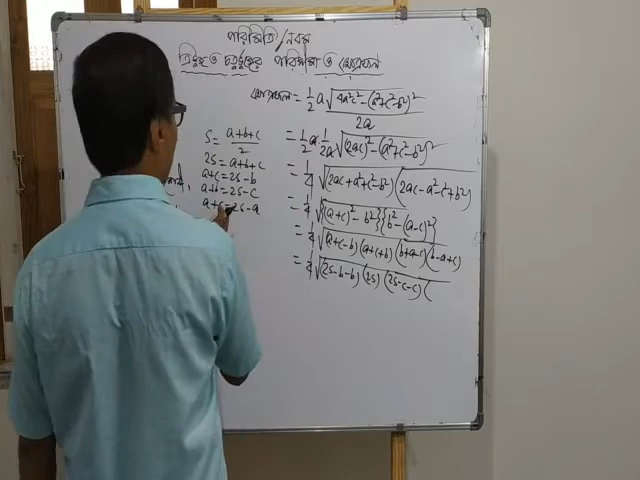 পরিমিতি / নবম
ত্রিভুজ ও চতুর্ভুজের পরিসীমা ও ক্ষেত্রফল
ক্ষেত্রফল = 1/2 a √(4a²c² - (a²+c²-b²)²) / 2a
= 1/2 a · 1/2a √((2ac)² - (a²+c²-b²)²)
= 1/4 √((2ac+a²+c²-b²)(2ac-a²-c²+b²))
= 1/4 √({(a+c)²-b²}{b²-(a-c)²})
= 1/4 √((a+c-b)(a+c+b)(b+a-c)(b-a+c))
= 1/4 √((2s-b-b)(2s)(2s-c-c)(
s = (a+b+c)/2
2s = a+b+c
a+c = 2s-b
a+b = 2s-c
a+c = 2s-a